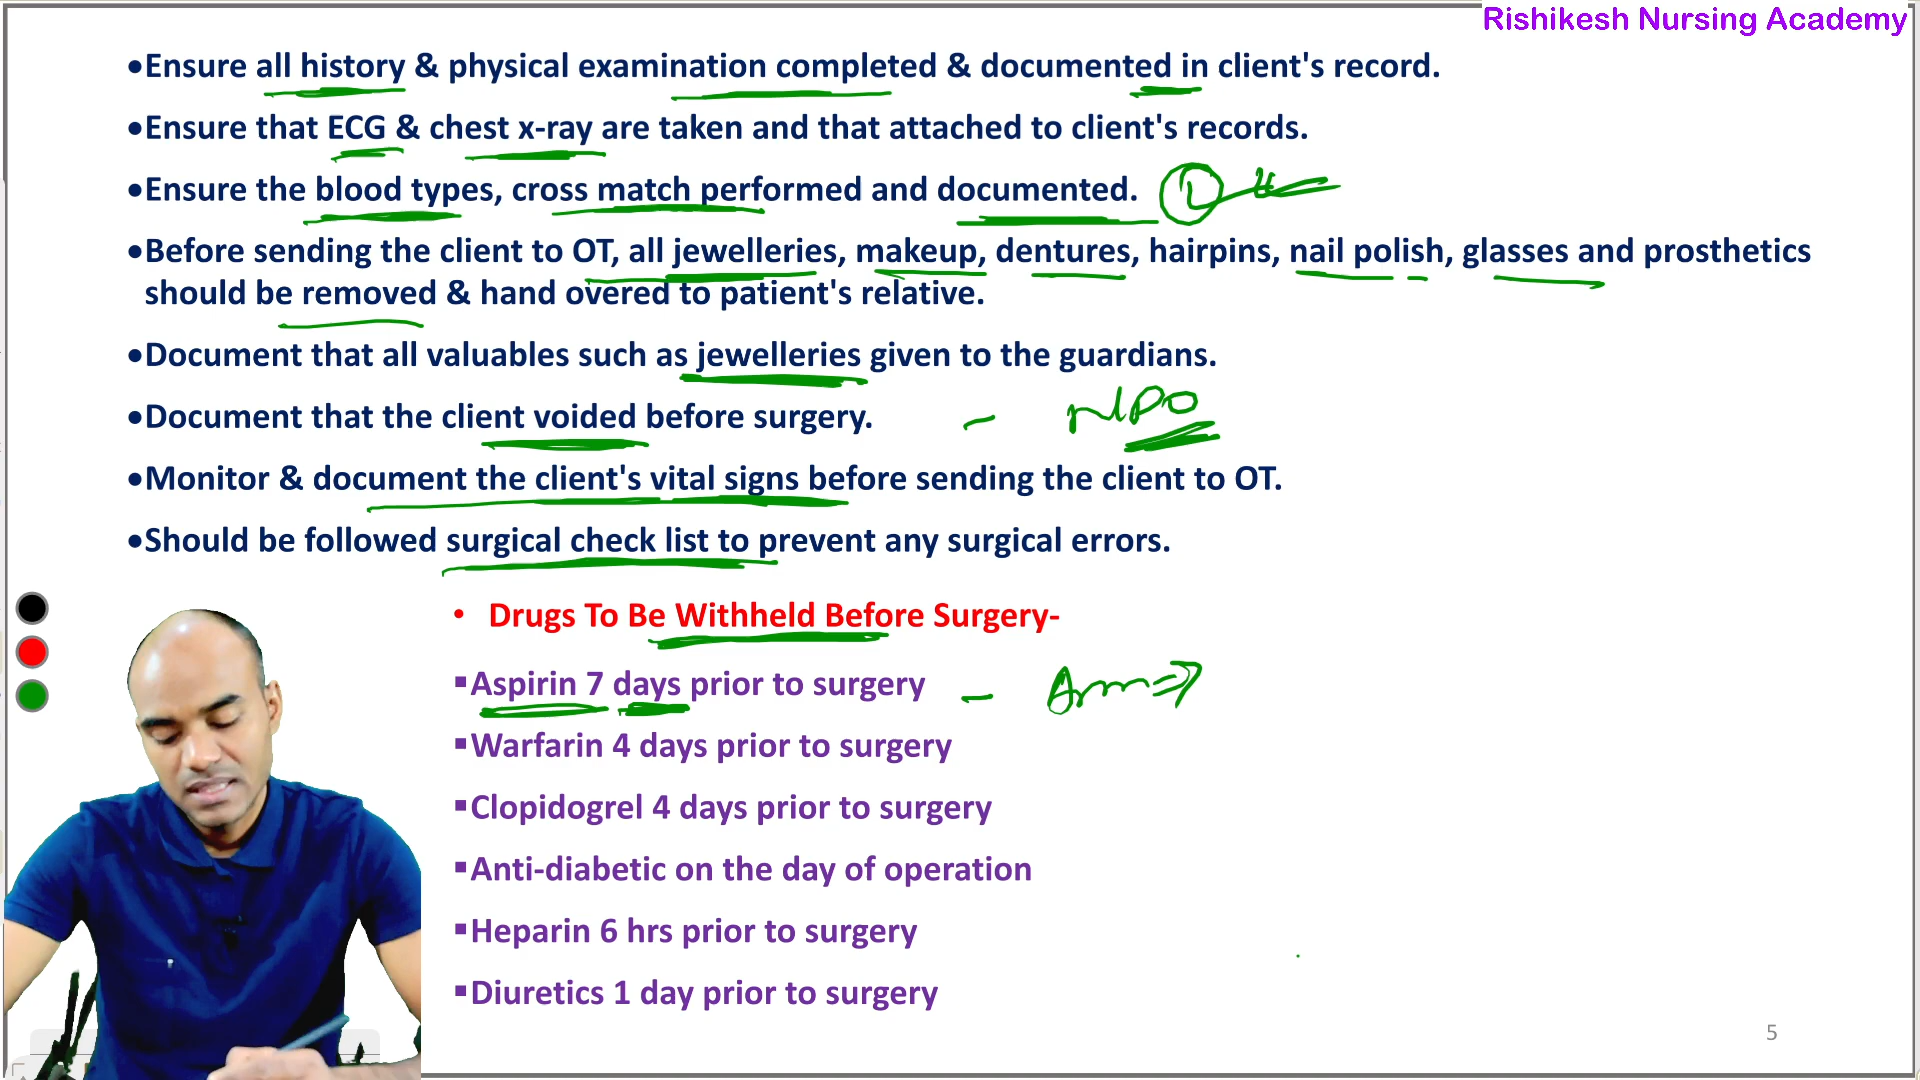 Rishikesh Nursing Academy
•Ensure all history & physical examination completed & documented in client's record.
•Ensure that ECG & chest x-ray are taken and that attached to client's records.
•Ensure the blood types, cross match performed and documented.
•Before sending the client to OT, all jewelleries, makeup, dentures, hairpins, nail polish, glasses and prosthetics
should be removed & hand overed to patient's relative.
•Document that all valuables such as jewelleries given to the guardians.
•Document that the client voided before surgery. - NPO
•Monitor & document the client's vital signs before sending the client to OT.
•Should be followed surgical check list to prevent any surgical errors.
• Drugs To Be Withheld Before Surgery-
▪Aspirin 7 days prior to surgery -
▪Warfarin 4 days prior to surgery
▪Clopidogrel 4 days prior to surgery
▪Anti-diabetic on the day of operation
▪Heparin 6 hrs prior to surgery
▪Diuretics 1 day prior to surgery
5